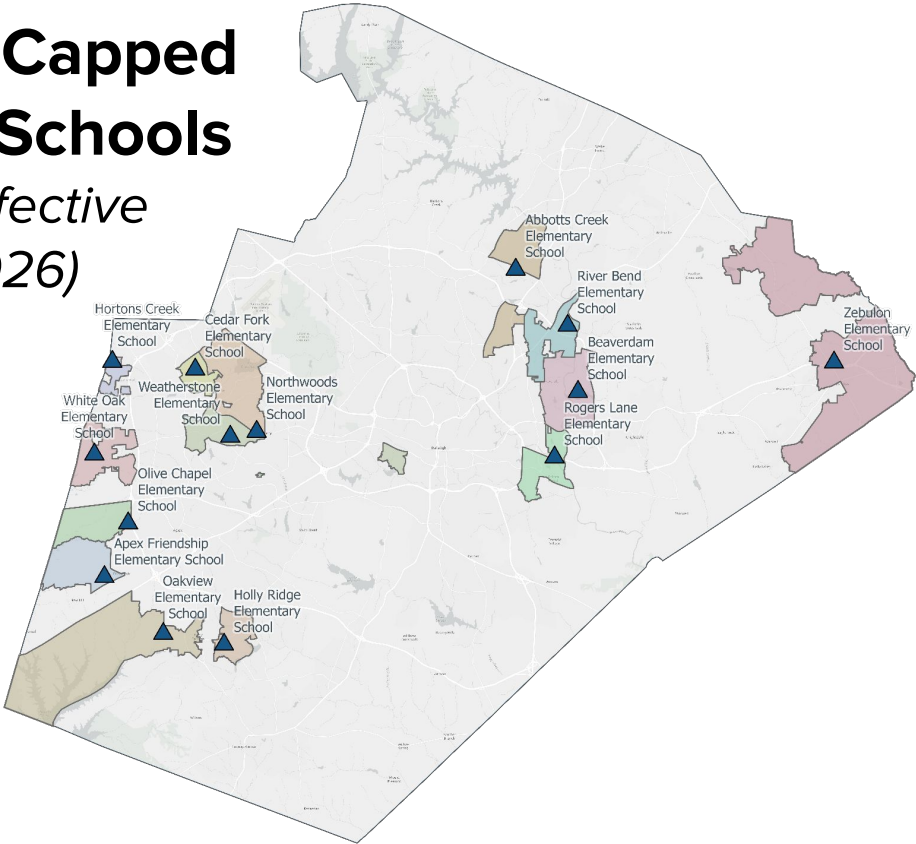 Capped
Schools
fective
026)
Abbotts Creek
Elementary
School
River Bend
Elementary
School
Hortons Creek
Elementary
School
Cedar Fork
Elementary
School
Zebulon
Elementary
School
Beaverdam
Elementary
School
Weatherstone
Elementary
School
Northwoods
Elementary
School
White Oak
Elementary
School
Rogers Lane
Elementary
School
Olive Chapel
Elementary
School
Apex Friendship
Elementary School
Oakview
Elementary
School
Holly Ridge
Elementary
School